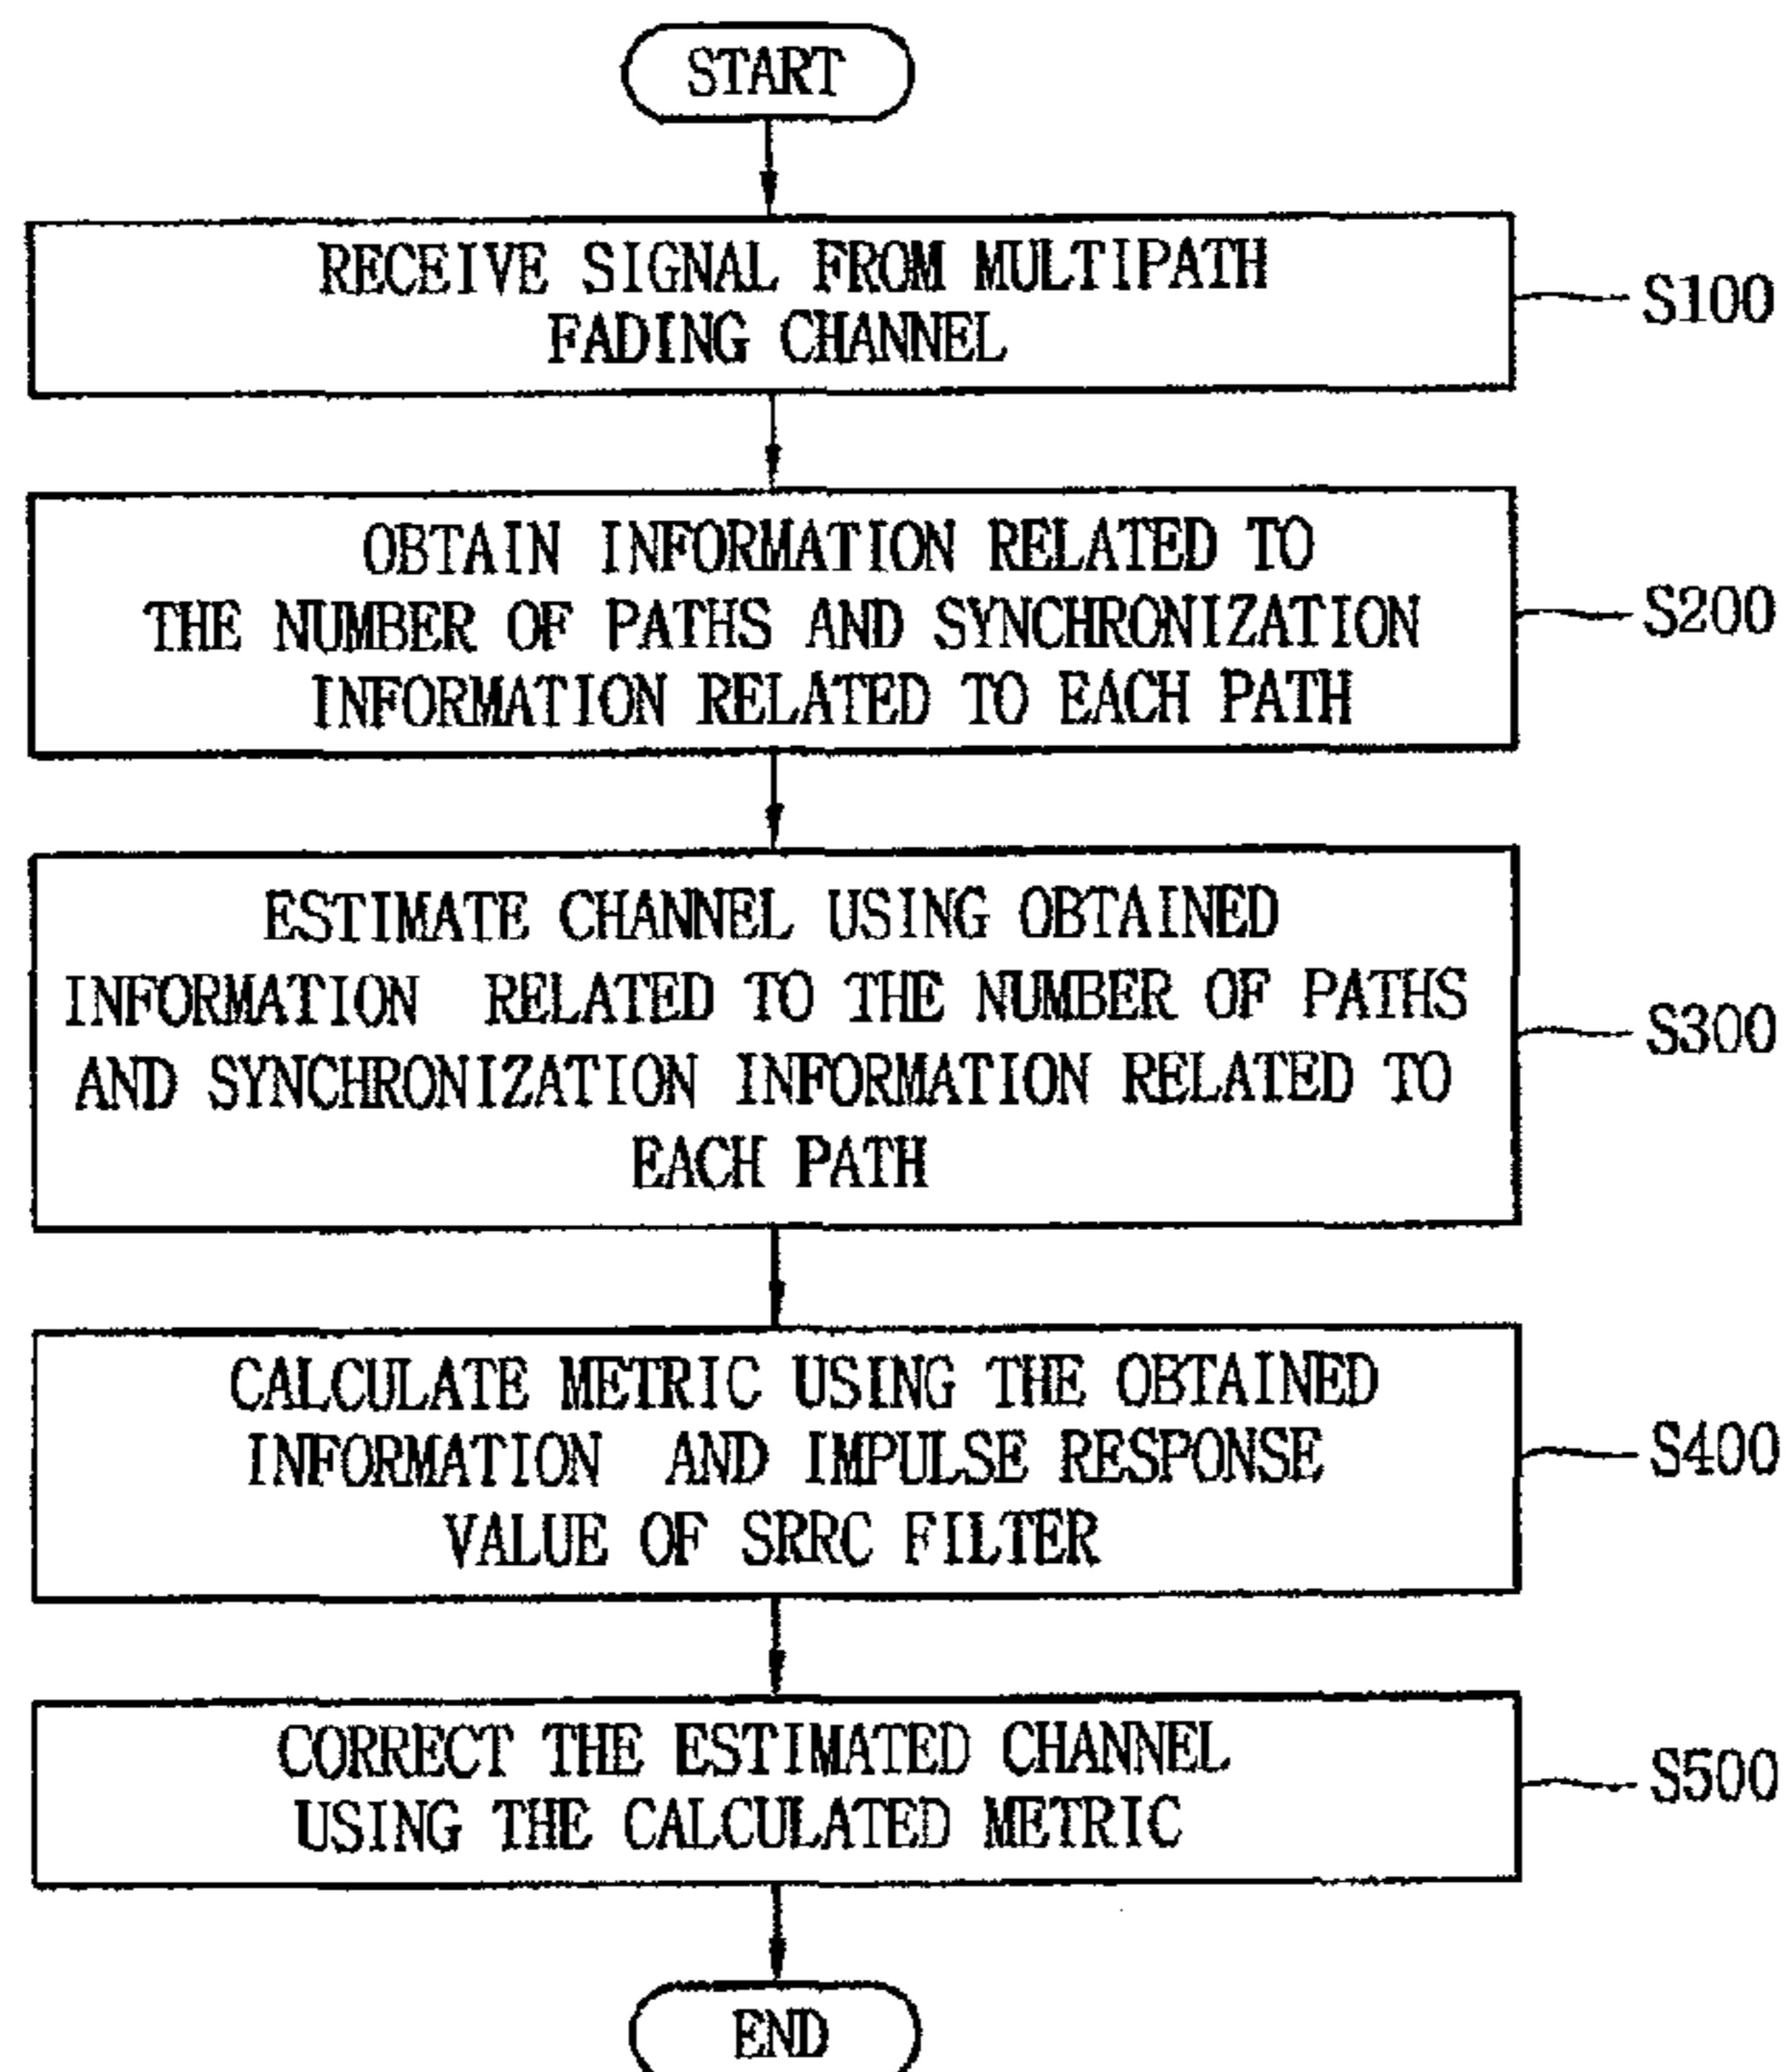 START
RECEIVE SIGNAL FROM MULTIPATH
FADING CHANNEL
S100
OBTAIN INFORMATION RELATED TO
THE NUMBER OF PATHS AND SYNCHRONIZATION
INFORMATION RELATED TO EACH PATH
S200
ESTIMATE CHANNEL USING OBTAINED
INFORMATION RELATED TO THE NUMBER OF PATHS
AND SYNCHRONIZATION INFORMATION RELATED TO
EACH PATH
S300
CALCULATE METRIC USING THE OBTAINED
INFORMATION AND IMPULSE RESPONSE
VALUE OF SRRC FILTER
S400
CORRECT THE ESTIMATED CHANNEL
USING THE CALCULATED METRIC
S500
END